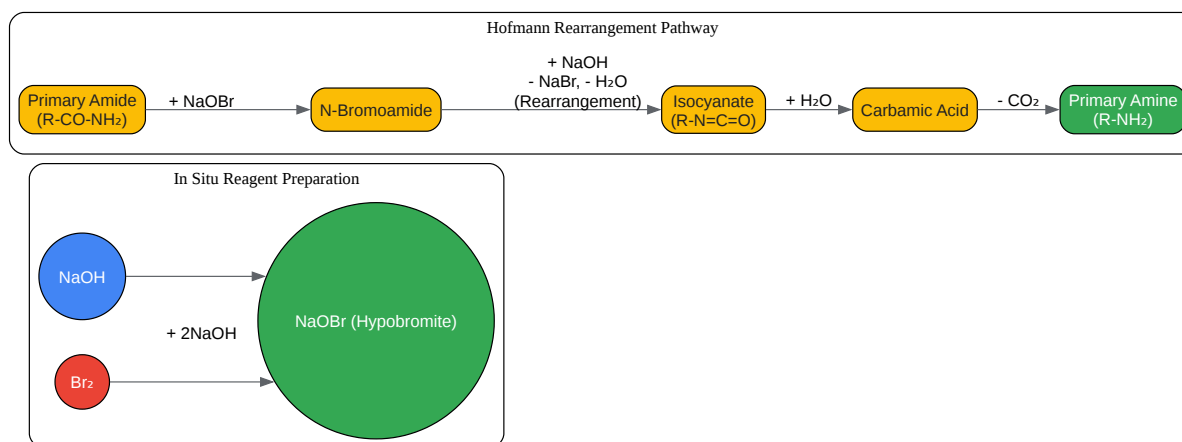 Hofmann Rearrangement Pathway
Primary Amide
(R-CO-NH₂)
+ NaOBr
N-Bromoamide
+ NaOH
- NaBr, - H₂O
(Rearrangement)
Isocyanate
(R-N=C=O)
+ H₂O
Carbamic Acid
- CO₂
Primary Amine
(R-NH₂)
In Situ Reagent Preparation
NaOH
+ 2NaOH
NaOBr (Hypobromite)
Br₂